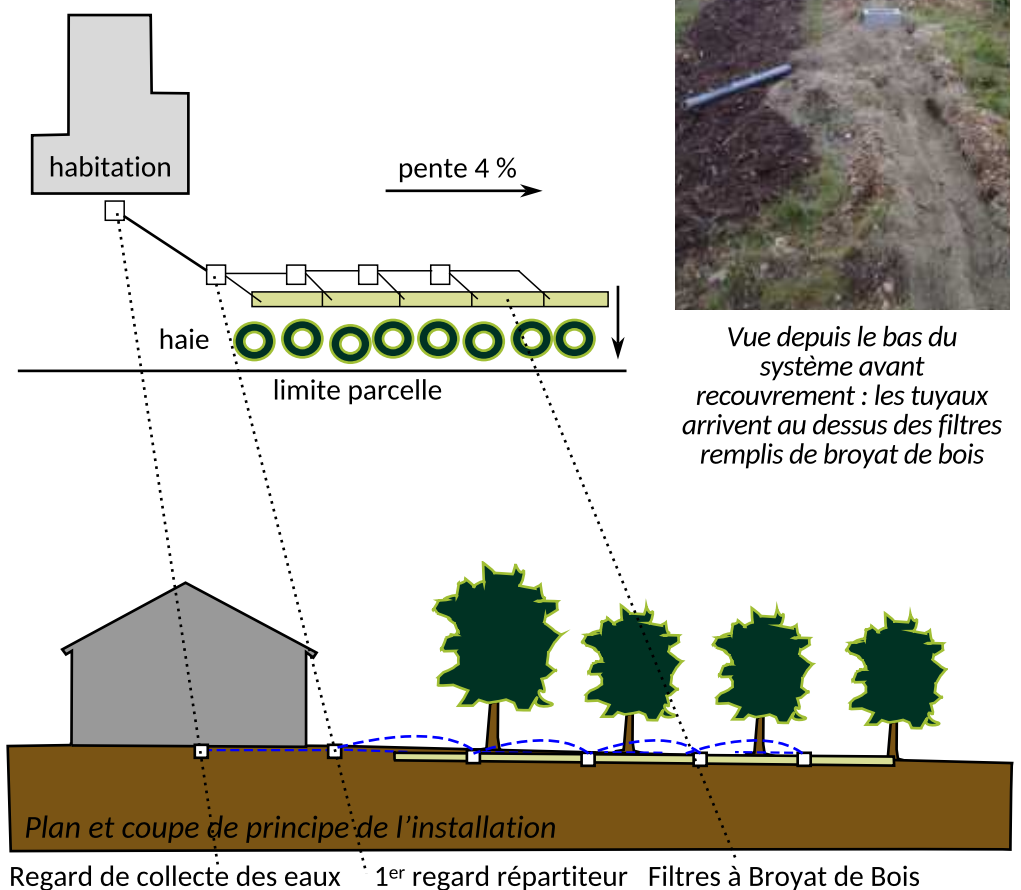 habitation
pente 4 %
haie
limite parcelle
Vue depuis le bas du
système avant
recouvrement : les tuyaux
arrivent au dessus des filtres
remplis de broyat de bois
Plan et coupe de principe de l’installation
Regard de collecte des eaux
1er regard répartiteur
Filtres à Broyat de Bois